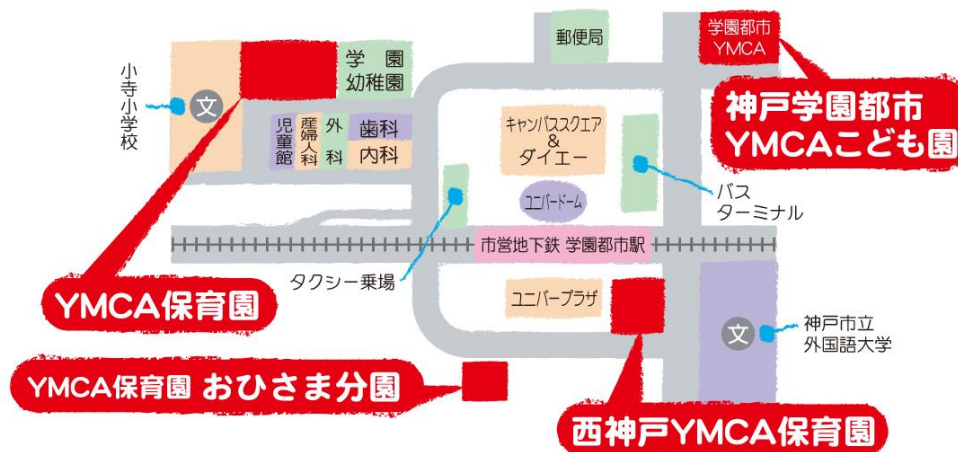 学園都市
YMCA
郵便局
学園
幼稚園
小寺小学校
文
神戸学園都市
YMCAこども園
児童館
産婦人科
外科
歯科
内科
キャンパススクエア
&
ダイエー
ユニバードーム
バス
ターミナル
市営地下鉄 学園都市駅
タクシー乗場
YMCA保育園
ユニバープラザ
文
神戸市立
外国語大学
YMCA保育園 おひさま分園
西神戸YMCA保育園